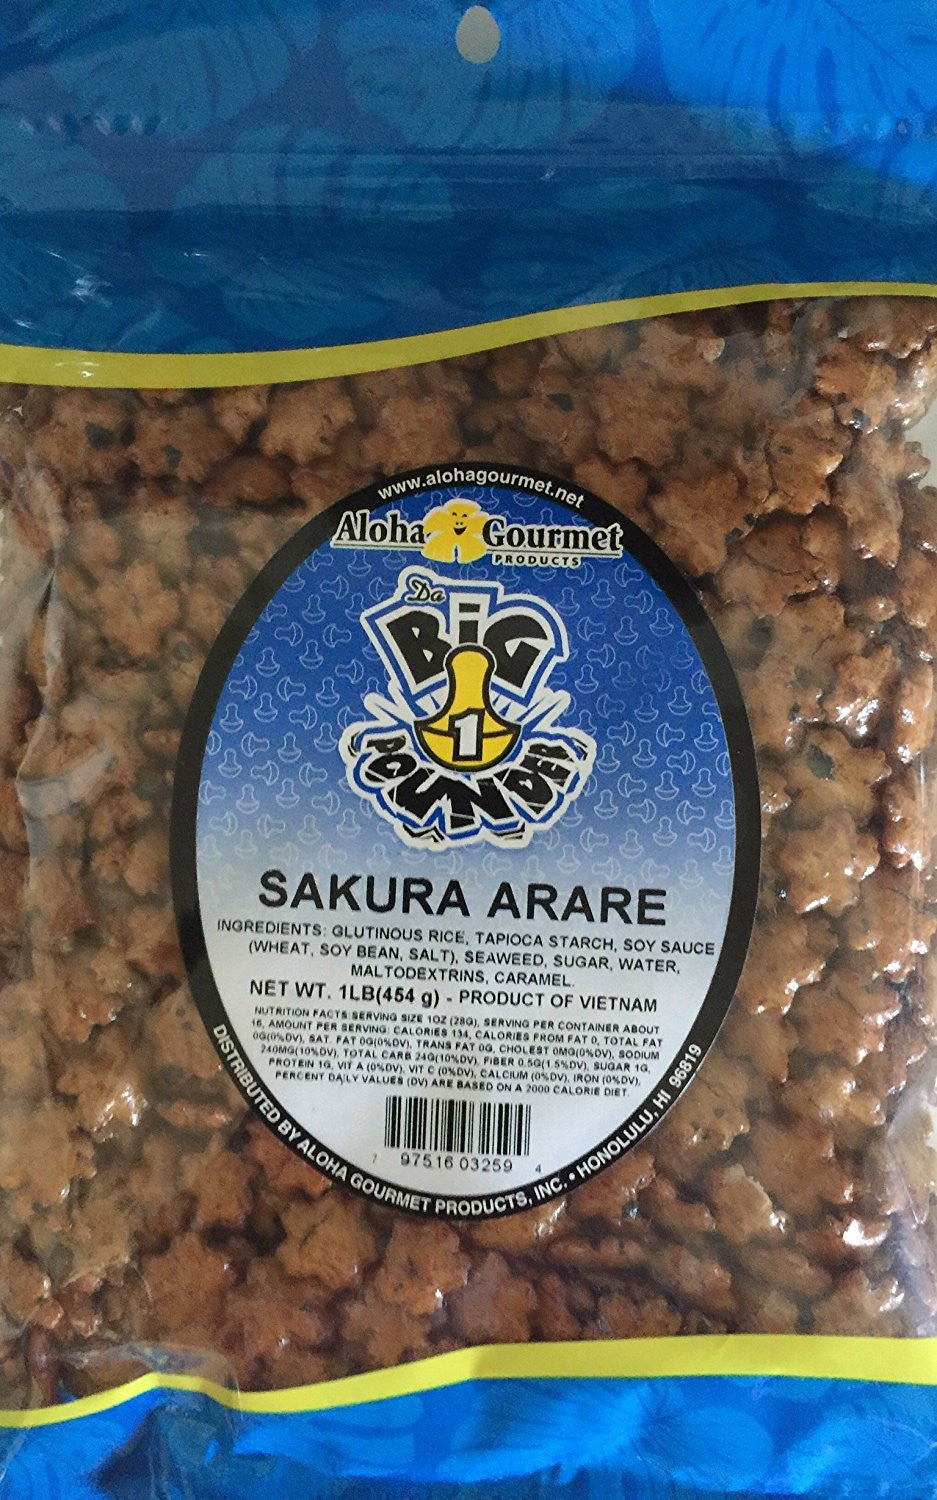 www.alohagourmet.net
Aloha Gourmet
PRODUCTS
Da
BiG
1
POUNDER
SAKURA ARARE
INGREDIENTS: GLUTINOUS RICE, TAPIOCA STARCH, SOY SAUCE
(WHEAT, SOY BEAN, SALT), SEAWEED, SUGAR, WATER,
MALTODEXTRINS, CARAMEL.
NET WT. 1LB(454 g) - PRODUCT OF VIETNAM
NUTRITION FACTS SERVING SIZE 1OZ (28G), SERVING PER CONTAINER ABOUT
16, AMOUNT PER SERVING: CALORIES 134, CALORIES FROM FAT 0, TOTAL FAT
0G(0%DV), SAT. FAT 0G(0%DV), TRANS FAT 0G, CHOLEST 0MG(0%DV), SODIUM
240MG(10%DV), TOTAL CARB 24G(10%DV), FIBER 0.5G(1.5%DV), SUGAR 1G,
PROTEIN 1G, VIT A (0%DV), VIT C (0%DV), CALCIUM (0%DV), IRON (0%DV),
PERCENT DAILY VALUES (DV) ARE BASED ON A 2000 CALORIE DIET.
7 97516 03259 4
DISTRIBUTED BY ALOHA GOURMET PRODUCTS, INC. • HONOLULU, HI 96819